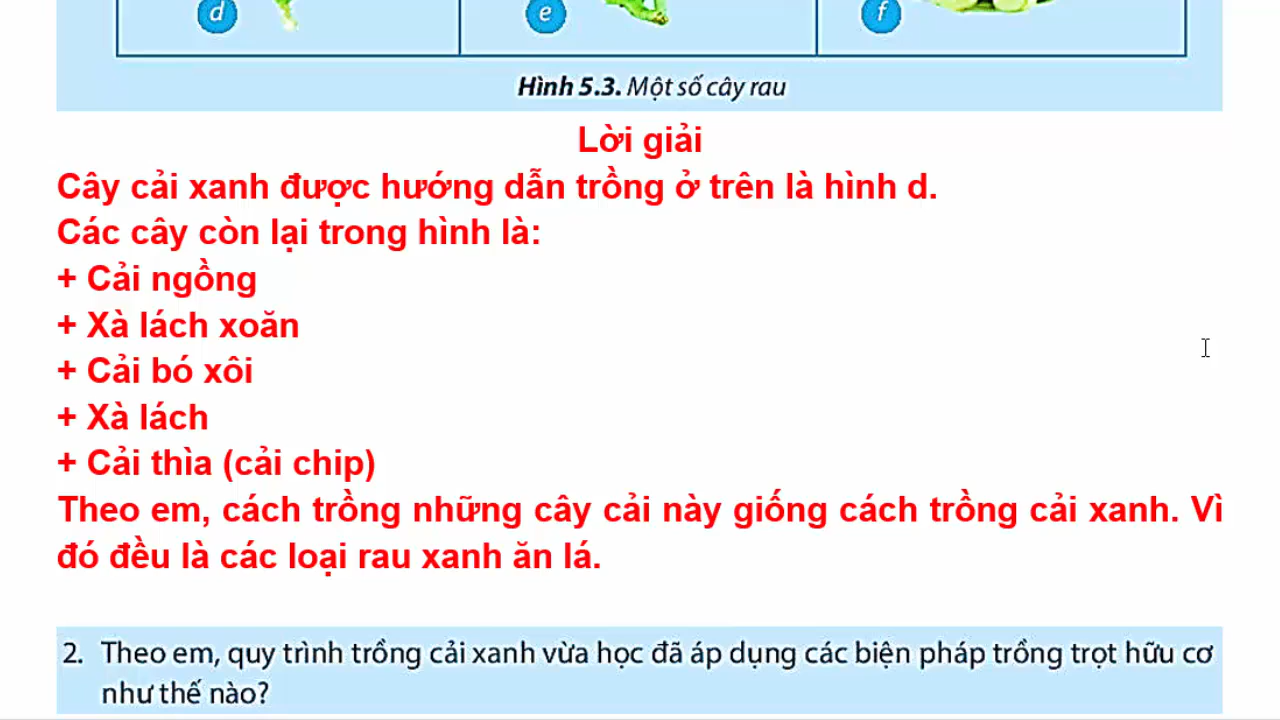 d e f
Hình 5.3. Một số cây rau
Lời giải
Cây cải xanh được hướng dẫn trồng ở trên là hình d.
Các cây còn lại trong hình là:
+ Cải ngồng
+ Xà lách xoăn
+ Cải bó xôi
+ Xà lách
+ Cải thìa (cải chip)
Theo em, cách trồng những cây cải này giống cách trồng cải xanh. Vì
đó đều là các loại rau xanh ăn lá.
2. Theo em, quy trình trồng cải xanh vừa học đã áp dụng các biện pháp trồng trọt hữu cơ
như thế nào?